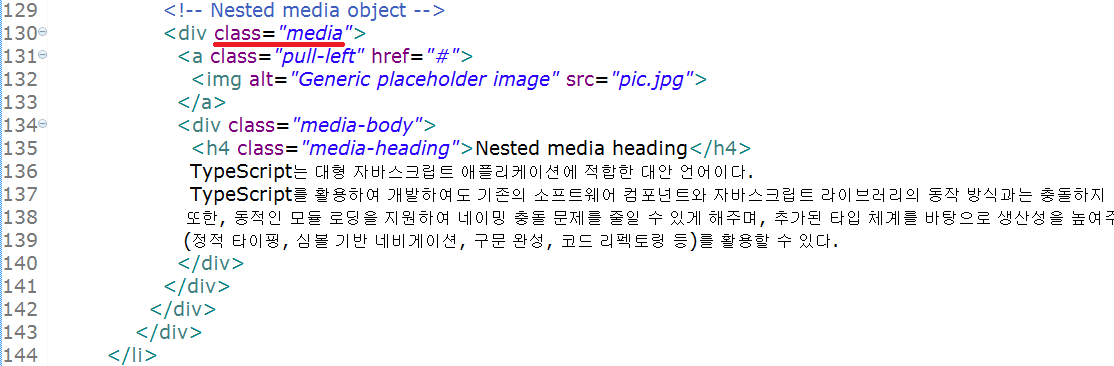 129 <!-- Nested media object -->
130 <div class="media">
131 <a class="pull-left" href="#">
132 <img alt="Generic placeholder image" src="pic.jpg">
133 </a>
134 <div class="media-body">
135 <h4 class="media-heading">Nested media heading</h4>
136 TypeScript는 대형 자바스크립트 애플리케이션에 적합한 대안 언어이다.
137 TypeScript를 활용하여 개발하여도 기존의 소프트웨어 컴포넌트와 자바스크립트 라이브러리의 동작 방식과는 충돌하지
138 또한, 동적인 모듈 로딩을 지원하여 네이밍 충돌 문제를 줄일 수 있게 해주며, 추가된 타입 체계를 바탕으로 생산성을 높여주
139 (정적 타이핑, 심볼 기반 네비게이션, 구문 완성, 코드 리펙토링 등)를 활용할 수 있다.
140 </div>
141 </div>
142 </div>
143 </div>
144 </li>